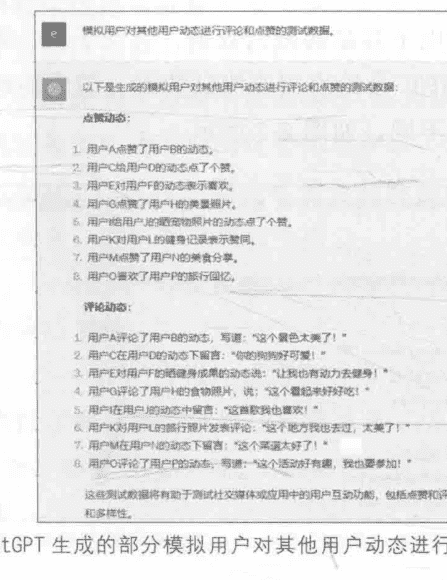 e
模拟用户对其他用户动态进行评论和点赞的测试数据。
以下是生成的模拟用户对其他用户动态进行评论和点赞的测试数据：
点赞动态：
1. 用户A点赞了用户B的动态。
2. 用户C给用户D的动态点了个赞。
3. 用户E对用户F的动态表示喜欢。
4. 用户G点赞了用户H的美景照片。
5. 用户I给用户J的晒宠物照片的动态点了个赞。
6. 用户K对用户L的健身记录表示赞同。
7. 用户M点赞了用户N的美食分享。
8. 用户O喜欢了用户P的旅行回忆。
评论动态：
1. 用户A评论了用户B的动态，写道：“这个景色太美了！”
2. 用户C在用户D的动态下留言：“你的狗狗好可爱！”
3. 用户E对用户F的晒健身成果的动态说：“让我也有动力去健身！”
4. 用户G评论了用户H的食物照片，说：“这个看起来好好吃！”
5. 用户I在用户J的动态中留言：“这首歌我也喜欢！”
6. 用户K对用户L的旅行照片发表评论：“这个地方我也去过，太美了！”
7. 用户M在用户N的动态下留言：“这个菜谱太好了！”
8. 用户O评论了用户P的动态，写道：“这个活动好有趣，我也要参加！”
这些测试数据将有助于测试社交媒体或应用中的用户互动功能，包括点赞和评
和多样性。
tGPT 生成的部分模拟用户对其他用户动态进行